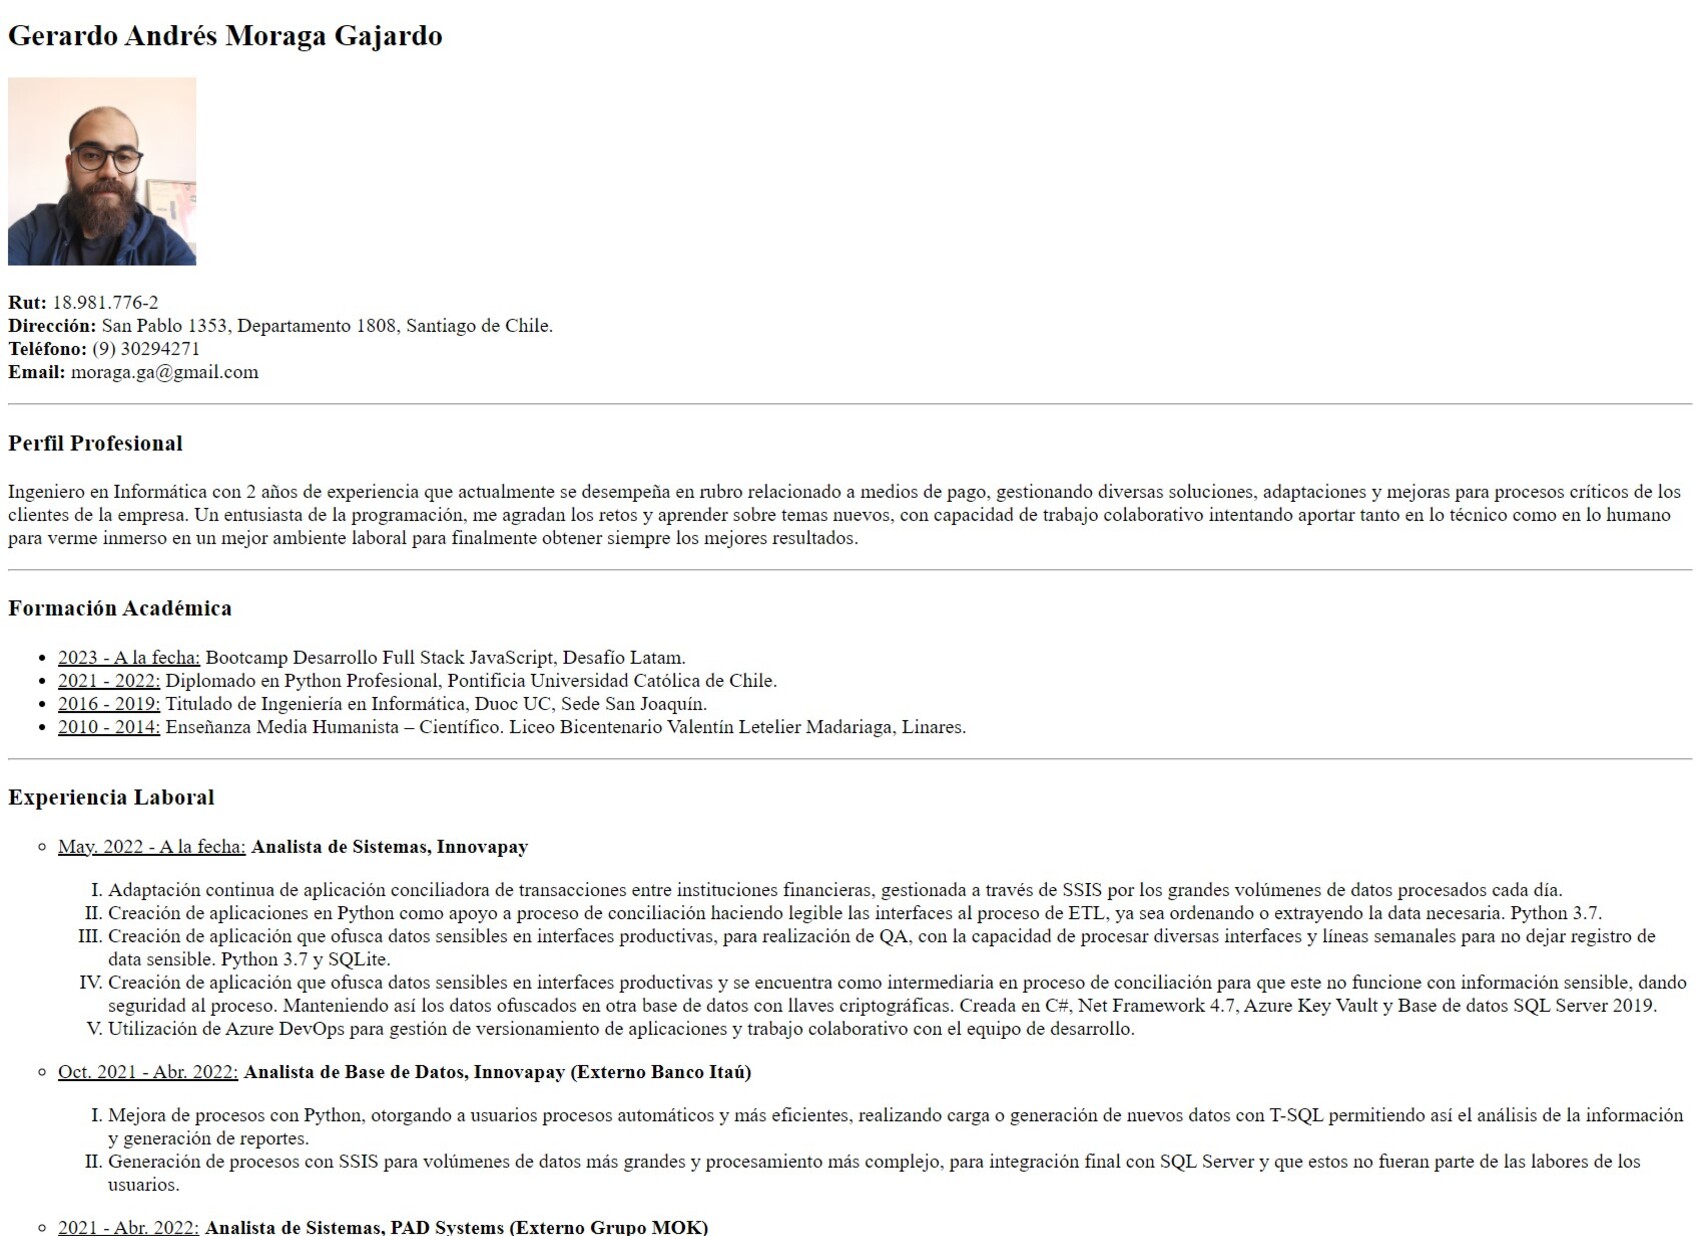 Gerardo Andrés Moraga Gajardo
Rut: 18.981.776-2
Dirección: San Pablo 1353, Departamento 1808, Santiago de Chile.
Teléfono: (9) 30294271
Email: moraga.ga@gmail.com
Perfil Profesional
Ingeniero en Informática con 2 años de experiencia que actualmente se desempeña en rubro relacionado a medios de pago, gestionando diversas soluciones, adaptaciones y mejoras para procesos críticos de los
clientes de la empresa. Un entusiasta de la programación, me agradan los retos y aprender sobre temas nuevos, con capacidad de trabajo colaborativo intentando aportar tanto en lo técnico como en lo humano
para verme inmerso en un mejor ambiente laboral para finalmente obtener siempre los mejores resultados.
Formación Académica
• 2023 - A la fecha: Bootcamp Desarrollo Full Stack JavaScript, Desafío Latam.
• 2021 - 2022: Diplomado en Python Profesional, Pontificia Universidad Católica de Chile.
• 2016 - 2019: Titulado de Ingeniería en Informática, Duoc UC, Sede San Joaquín.
• 2010 - 2014: Enseñanza Media Humanista – Científico. Liceo Bicentenario Valentín Letelier Madariaga, Linares.
Experiencia Laboral
◦ May. 2022 - A la fecha: Analista de Sistemas, Innovapay
I. Adaptación continua de aplicación conciliadora de transacciones entre instituciones financieras, gestionada a través de SSIS por los grandes volúmenes de datos procesados cada día.
II. Creación de aplicaciones en Python como apoyo a proceso de conciliación haciendo legible las interfaces al proceso de ETL, ya sea ordenando o extrayendo la data necesaria. Python 3.7.
III. Creación de aplicación que ofusca datos sensibles en interfaces productivas, para realización de QA, con la capacidad de procesar diversas interfaces y líneas semanales para no dejar registro de
data sensible. Python 3.7 y SQLite.
IV. Creación de aplicación que ofusca datos sensibles en interfaces productivas y se encuentra como intermediaria en proceso de conciliación para que este no funcione con información sensible, dando
seguridad al proceso. Manteniendo así los datos ofuscados en otra base de datos con llaves criptográficas. Creada en C#, Net Framework 4.7, Azure Key Vault y Base de datos SQL Server 2019.
V. Utilización de Azure DevOps para gestión de versionamiento de aplicaciones y trabajo colaborativo con el equipo de desarrollo.
◦ Oct. 2021 - Abr. 2022: Analista de Base de Datos, Innovapay (Externo Banco Itaú)
I. Mejora de procesos con Python, otorgando a usuarios procesos automáticos y más eficientes, realizando carga o generación de nuevos datos con T-SQL permitiendo así el análisis de la información
y generación de reportes.
II. Generación de procesos con SSIS para volúmenes de datos más grandes y procesamiento más complejo, para integración final con SQL Server y que estos no fueran parte de las labores de los
usuarios.
◦ 2021 - Abr. 2022: Analista de Sistemas, PAD Systems (Externo Grupo MOK)